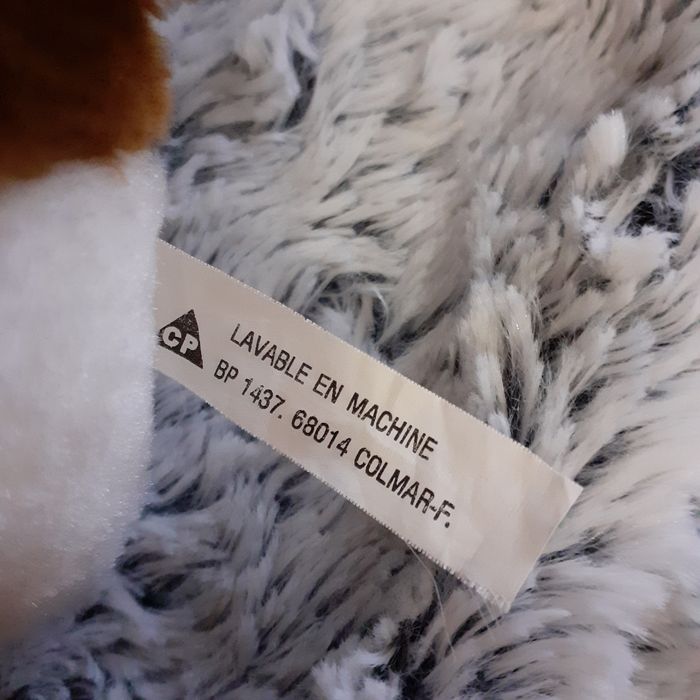 CP
LAVABLE EN MACHINE
BP 1437. 68014 COLMAR-F.